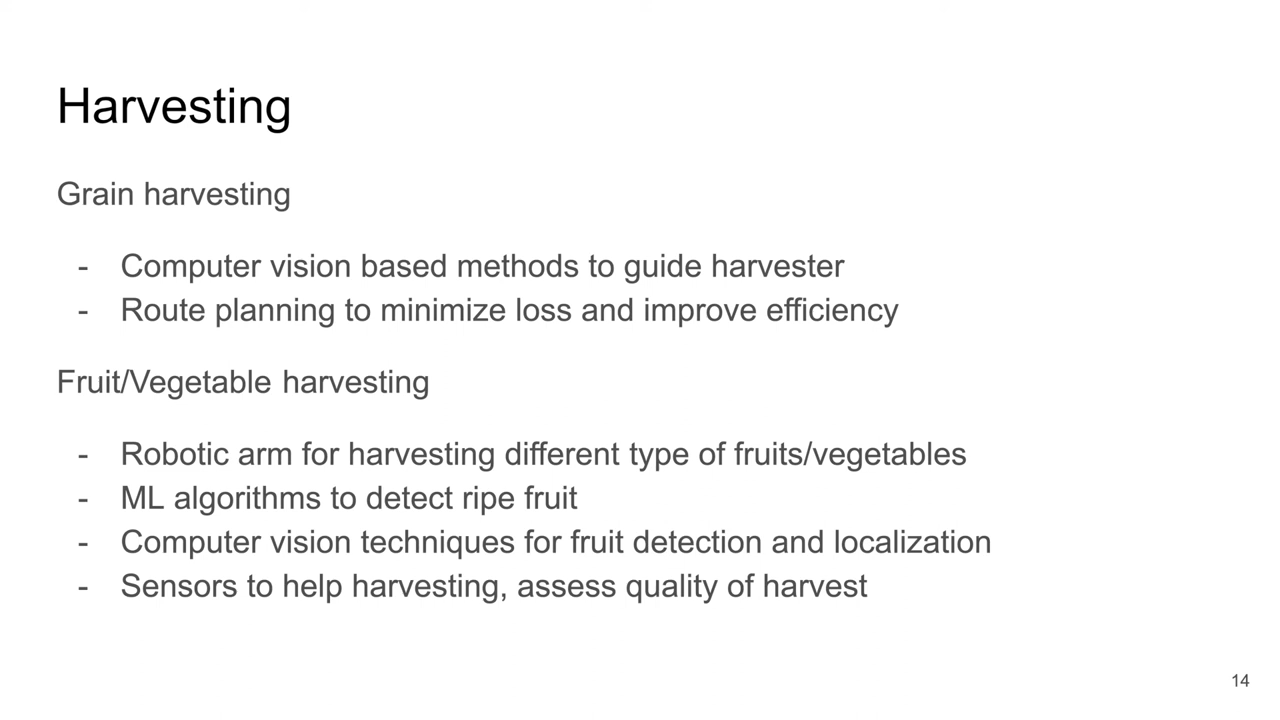 Harvesting
Grain harvesting
- Computer vision based methods to guide harvester
- Route planning to minimize loss and improve efficiency
Fruit/Vegetable harvesting
- Robotic arm for harvesting different type of fruits/vegetables
- ML algorithms to detect ripe fruit
- Computer vision techniques for fruit detection and localization
- Sensors to help harvesting, assess quality of harvest
14